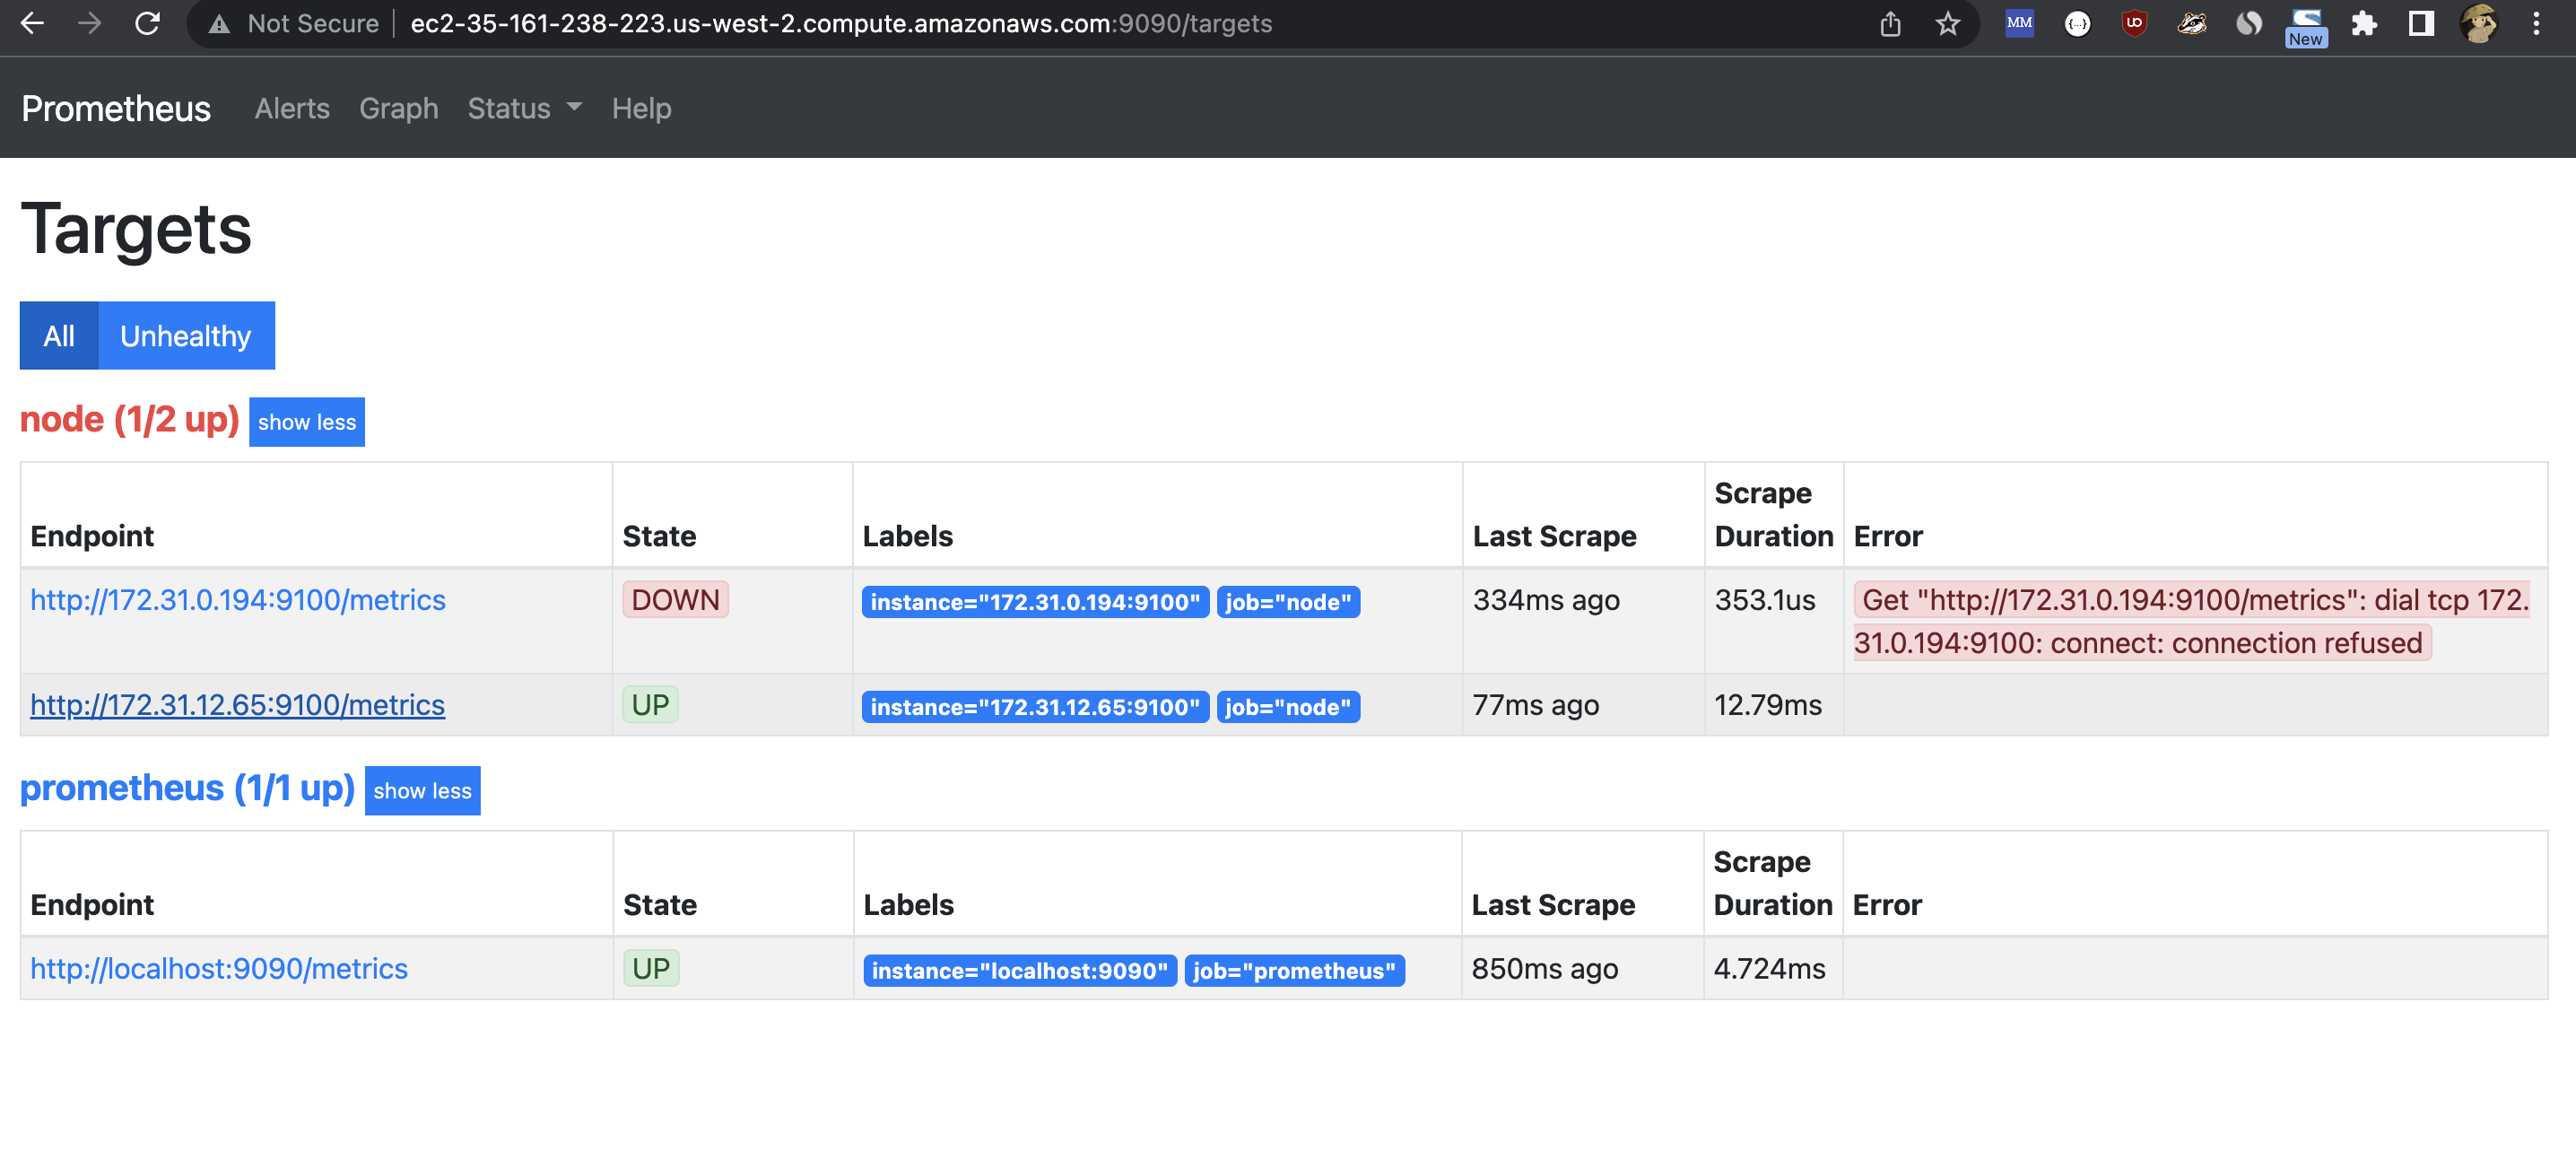 Not Secure ec2-35-161-238-223.us-west-2.compute.amazonaws.com:9090/targets MM {...} UO New
Prometheus Alerts Graph Status Help
Targets
All Unhealthy
node (1/2 up) show less
Endpoint State Labels Last Scrape Scrape Duration Error
http://172.31.0.194:9100/metrics DOWN instance="172.31.0.194:9100" job="node" 334ms ago 353.1us Get "http://172.31.0.194:9100/metrics": dial tcp 172.
31.0.194:9100: connect: connection refused
http://172.31.12.65:9100/metrics UP instance="172.31.12.65:9100" job="node" 77ms ago 12.79ms
prometheus (1/1 up) show less
Endpoint State Labels Last Scrape Scrape Duration Error
http://localhost:9090/metrics UP instance="localhost:9090" job="prometheus" 850ms ago 4.724ms